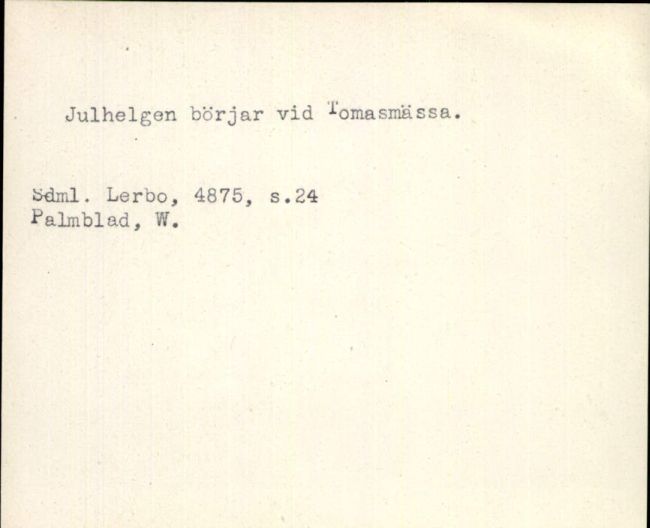 Julhelgen börjar vid Tomasmässa.
Sdml. Lerbo, 4875, s.24
Palmblad, W.